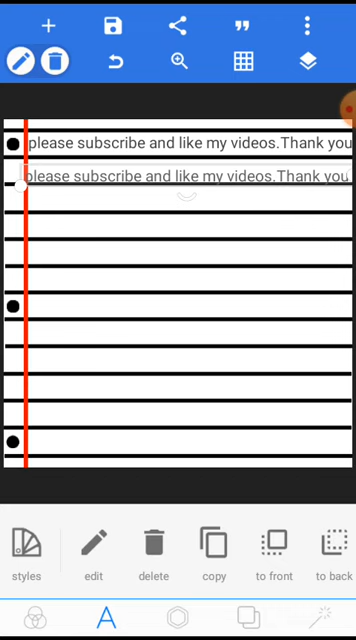 please subscribe and like my videos.Thank you
please subscribe and like my videos.Thank you
styles
edit
delete
copy
to front
to back
A